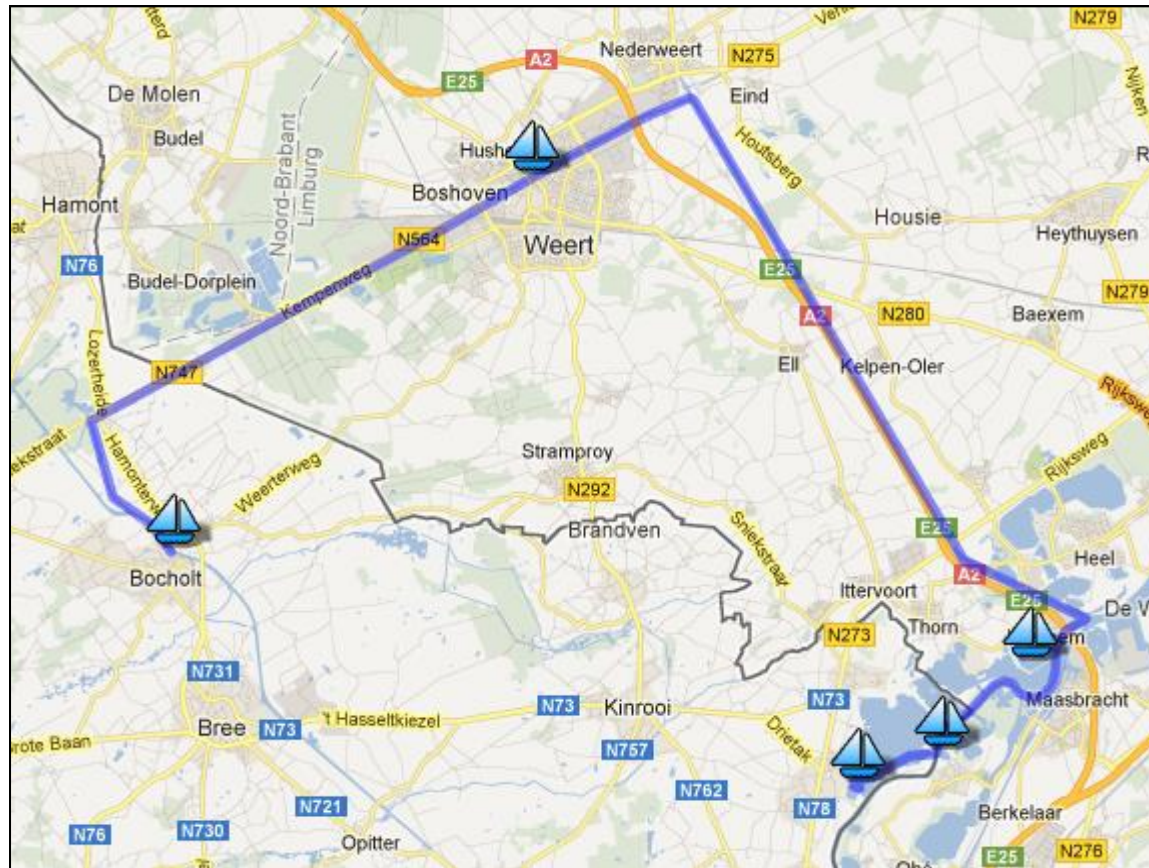 N279
A2
Nederweert
N275
E25
De Molen
Eind
Budel
Houtsberg
Noord-Brabant
Limburg
Boshoven
Hamont
Housie
Heythuysen
N564
Weert
N76
Budel-Dorplein
Kempenweg
E25
N279
A2
N280
Baexem
Lozerheide
N747
Ell
Kelpen-Oler
Stramproy
Rijksweg
Weerterweg
N292
Brandven
E25
Heel
Bocholt
A2
Ittervoort
E25
Thorn
N273
N731
Maasbracht
N73
't Hasseltkiezel
N73
Kinrooi
N73
Bree
Drietak
N757
N762
N78
N721
Berkelaar
N76
N730
Opitter
E25
N276